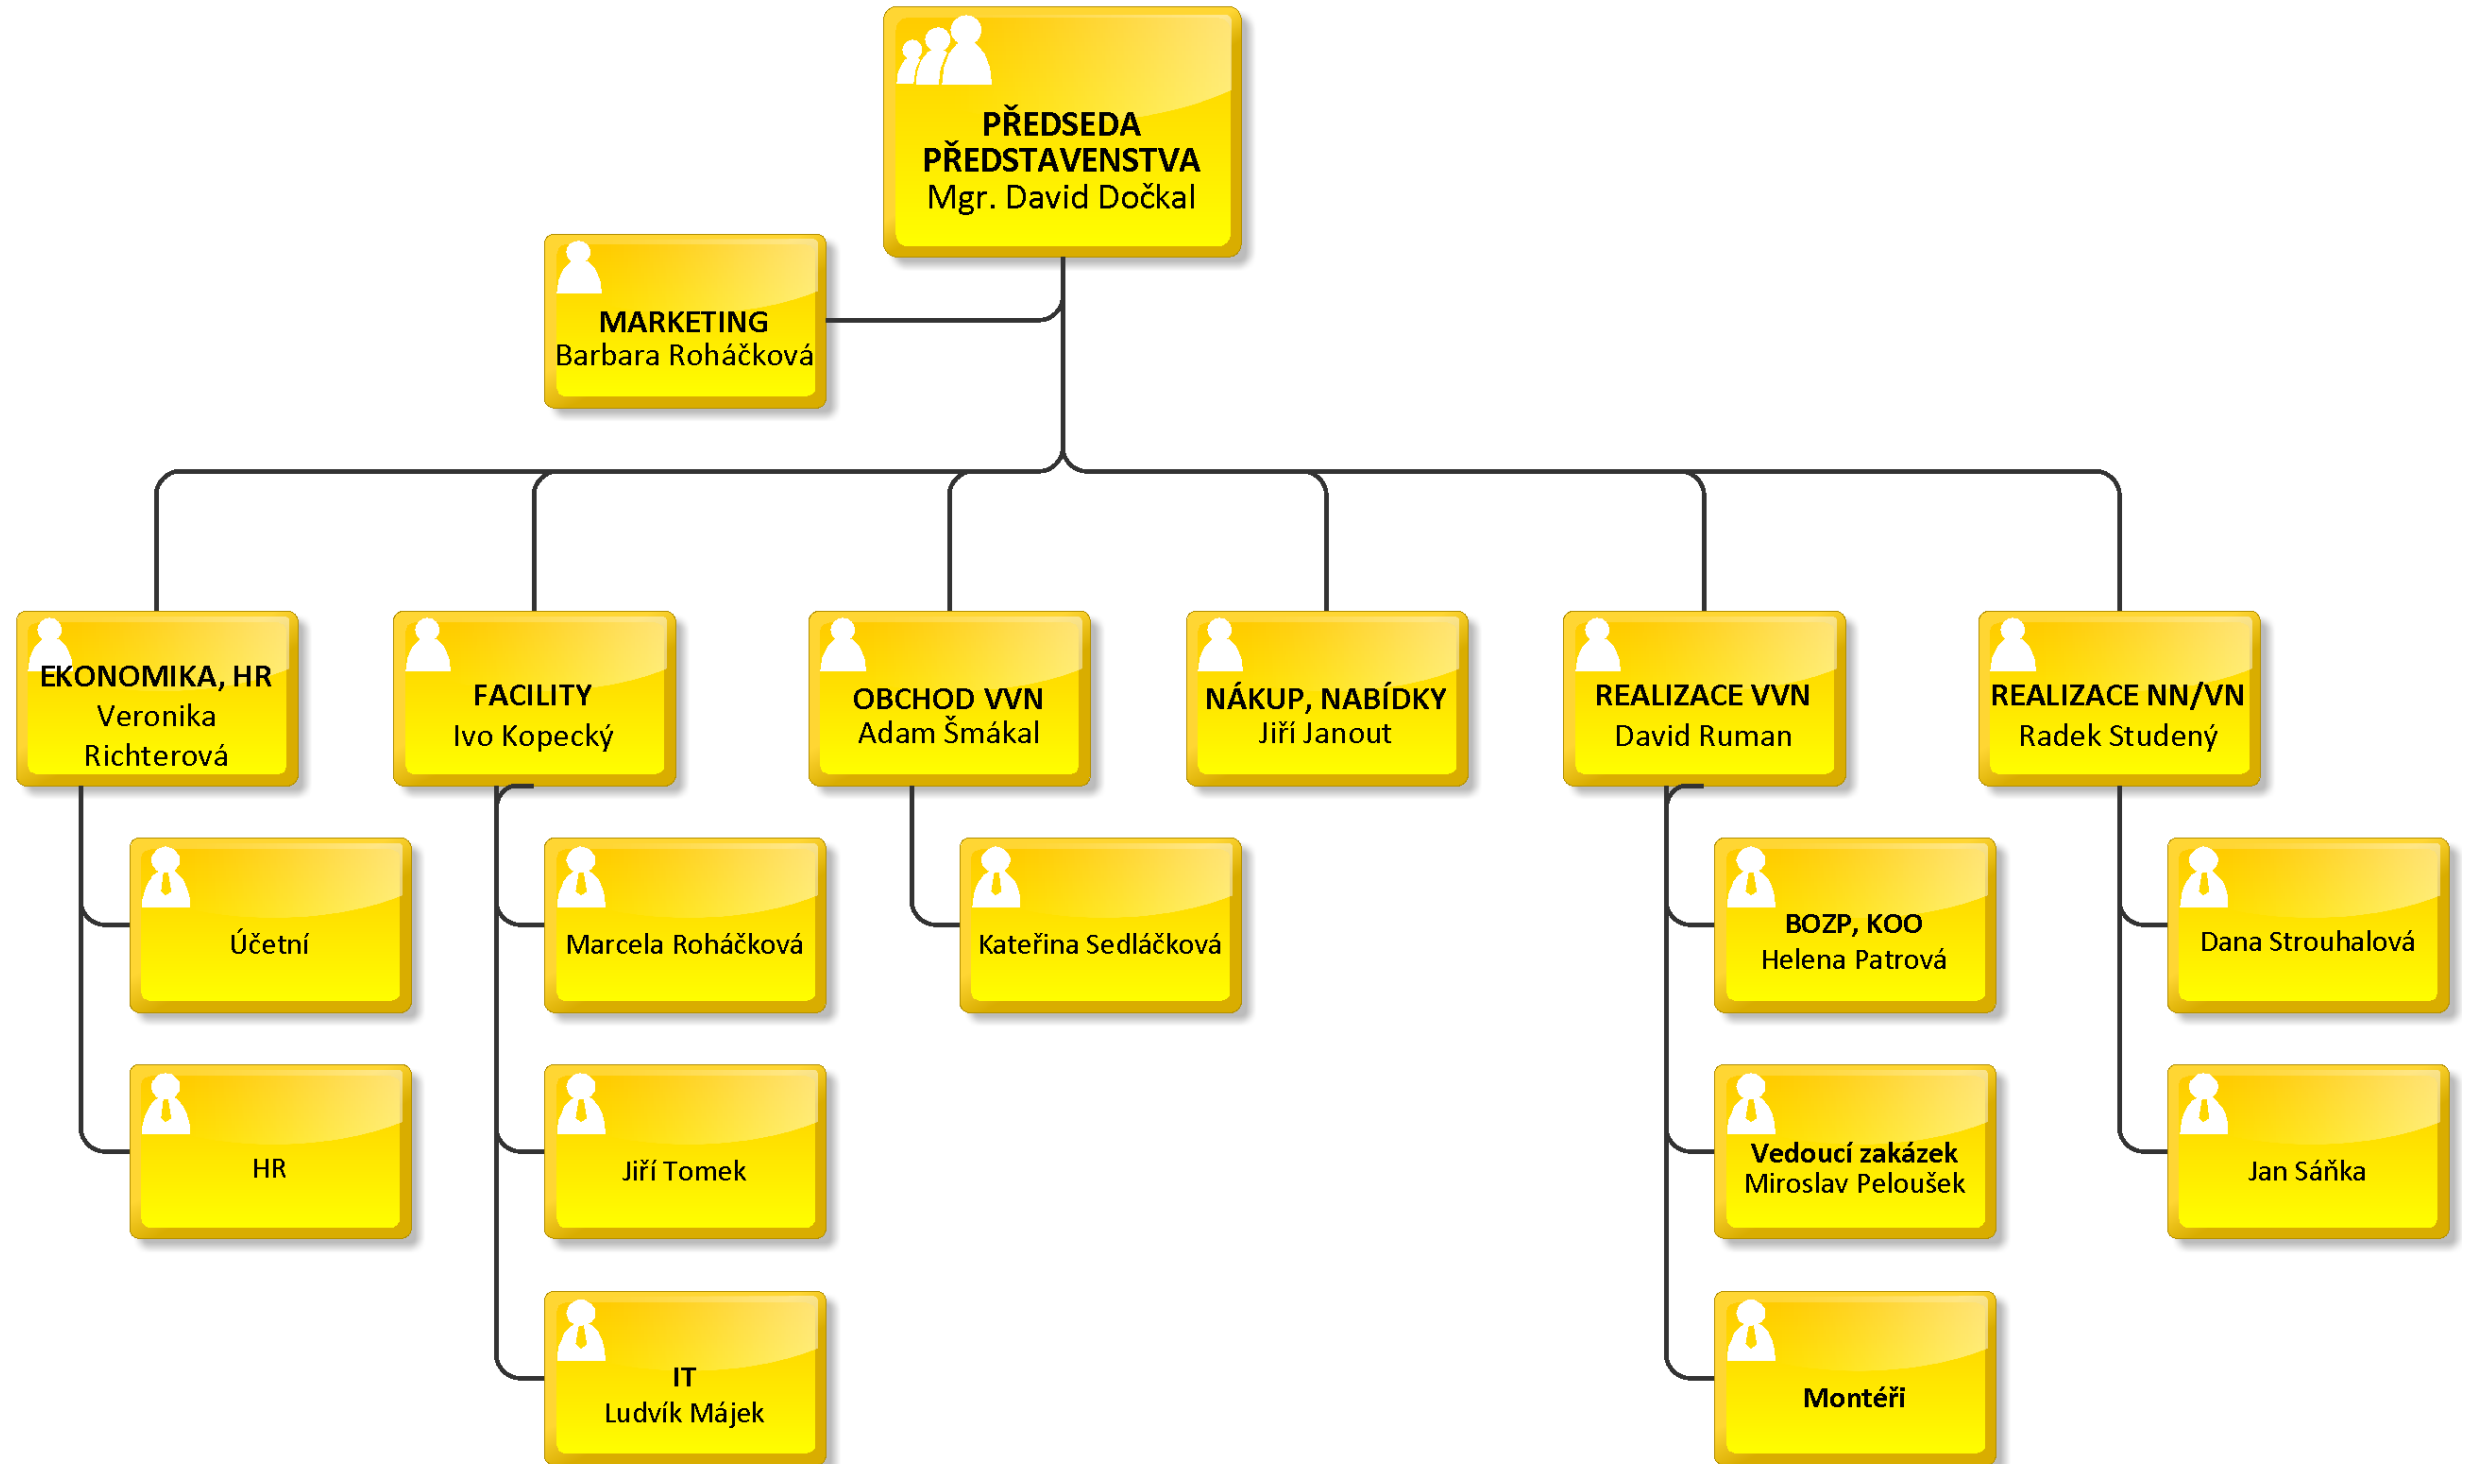 PŘEDSEDA
PŘEDSTAVENSTVA
Mgr. David Dočkal
MARKETING
Barbara Roháčková
EKONOMIKA, HR
Veronika
Richterová
FACILITY
Ivo Kopecký
OBCHOD VVN
Adam Šmákal
NÁKUP, NABÍDKY
Jiří Janout
REALIZACE VVN
David Ruman
REALIZACE NN/VN
Radek Studený
Účetní
Marcela Roháčková
Kateřina Sedláčková
BOZP, KOO
Helena Patrová
Dana Strouhalová
HR
Jiří Tomek
Vedoucí zakázek
Miroslav Peloušek
Jan Sáňka
IT
Ludvík Májek
Montéři